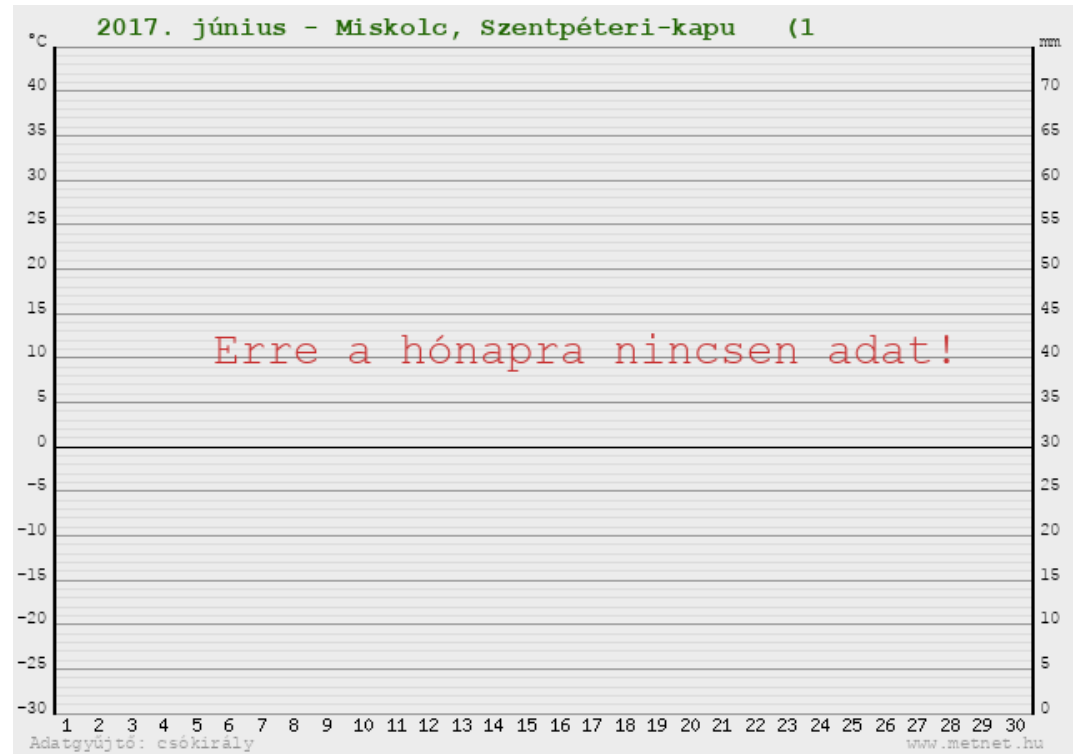 2017. június - Miskolc, Szentpéteri-kapu (1
°C
mm
40 70
35 65
30 60
25 55
20 50
15 45
Erre a hónapra nincsen adat!
10 40
5 35
0 30
-5 25
-10 20
-15 15
-20 10
-25 5
-30 0
1 2 3 4 5 6 7 8 9 10 11 12 13 14 15 16 17 18 19 20 21 22 23 24 25 26 27 28 29 30
Adatgyűjtő: csókirály www.metnet.hu